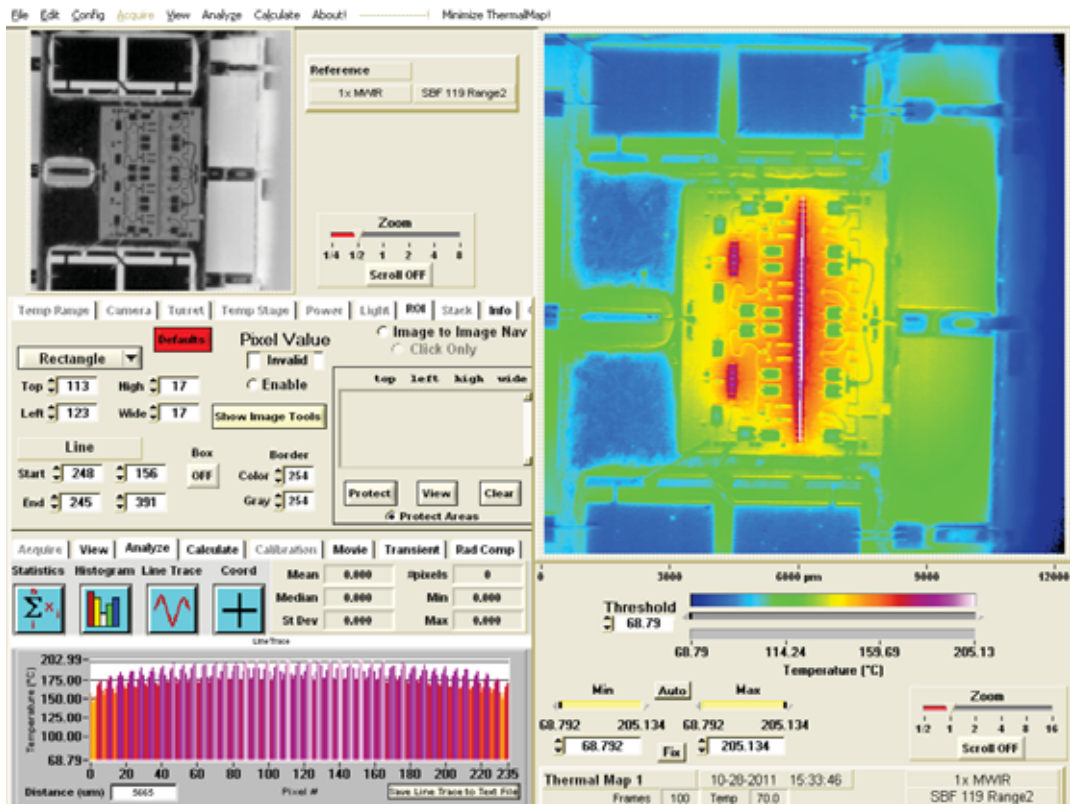 File Edit Config Acquire View Analyze Calculate About! ! Minimize ThermalMap!
Reference
1x MWIR SBF 119 Range2
Zoom
1/4 1/2 1 2 4 8
Scroll OFF
Temp Range Camera Turret Temp Stage Power Light ROI Stack Info
Rectangle
Defaults
Top 113 High 17
Left 123 Wide 17
Line
Start 248 156
End 245 391
Pixel Value
Invalid
Enable
Show Image Tools
Box
OFF
Border
Color 254
Gray 254
Image to Image Nav
Click Only
top left high wide
Protect View Clear
Protect Areas
Acquire View Analyze Calculate Calibration Movie Transient Rad Comp
Statistics Histogram Line Trace Coord
Mean 0.000 #pixels 0
Median 0.000 Min 0.000
St Dev 0.000 Max 0.000
LineTrace
Temperature (°C)
202.99
175.00
150.00
125.00
100.00
68.79
0 20 40 60 80 100 120 140 160 180 200 220 235
Distance (um) 5665 Pixel # Save Line Trace to Text File
0 3000 6000 µm 9000 12000
Threshold
68.79
68.79 114.24 159.69 205.13
Temperature (°C)
Min Auto Max
68.792 205.134 68.792 205.134
68.792 Fix 205.134
Zoom
1/2 1 2 4 8 16
Scroll OFF
Thermal Map 1 10-28-2011 15:33:46 1x MWIR
Frames 100 Temp 70.0 SBF 119 Range2